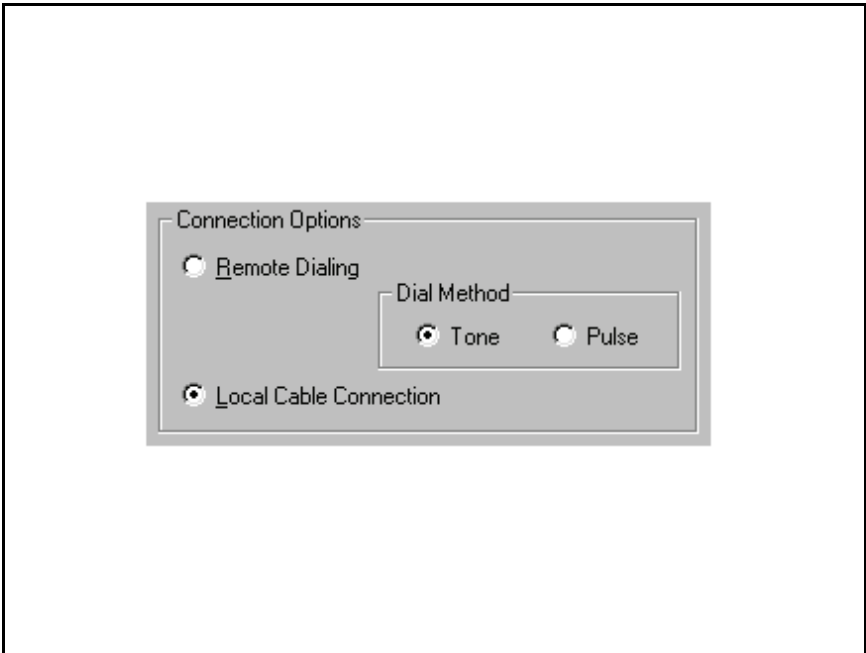 Connection Options
Remote Dialing
Dial Method
Tone Pulse
Local Cable Connection